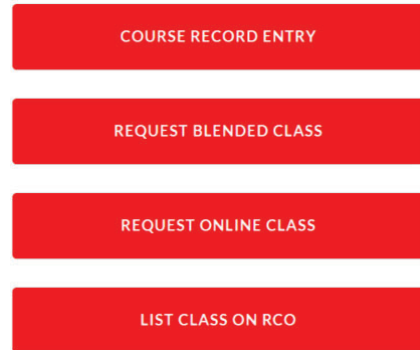 COURSE RECORD ENTRY
REQUEST BLENDED CLASS
REQUEST ONLINE CLASS
LIST CLASS ON RCO